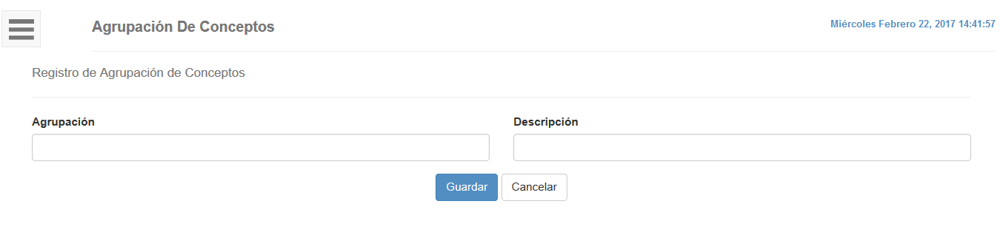 Agrupación De Conceptos
Miércoles Febrero 22, 2017 14:41:57
Registro de Agrupación de Conceptos
Agrupación
Descripción
Guardar
Cancelar